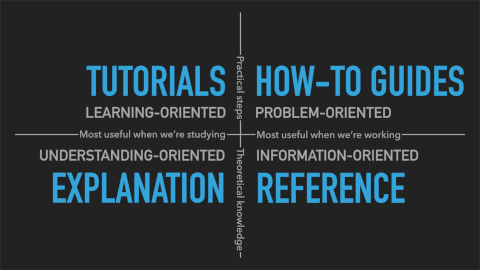 TUTORIALS
LEARNING-ORIENTED
HOW-TO GUIDES
PROBLEM-ORIENTED
Practical steps
Most useful when we're studying
Most useful when we're working
Theoretical knowledge
UNDERSTANDING-ORIENTED
EXPLANATION
INFORMATION-ORIENTED
REFERENCE